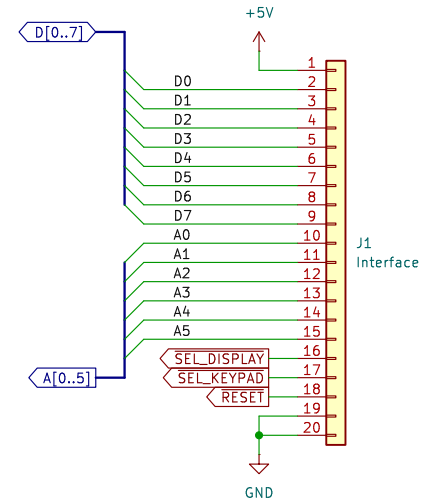 +5V
D[0..7]
1
D0 2
D1 3
D2 4
D3 5
D4 6
D5 7
D6 8
D7 9
A0 10
A1 11
A2 12
A3 13
A4 14
A5 15
J1
Interface
SEL_DISPLAY 16
A[0..5]
SEL_KEYPAD 17
RESET 18
19
20
GND